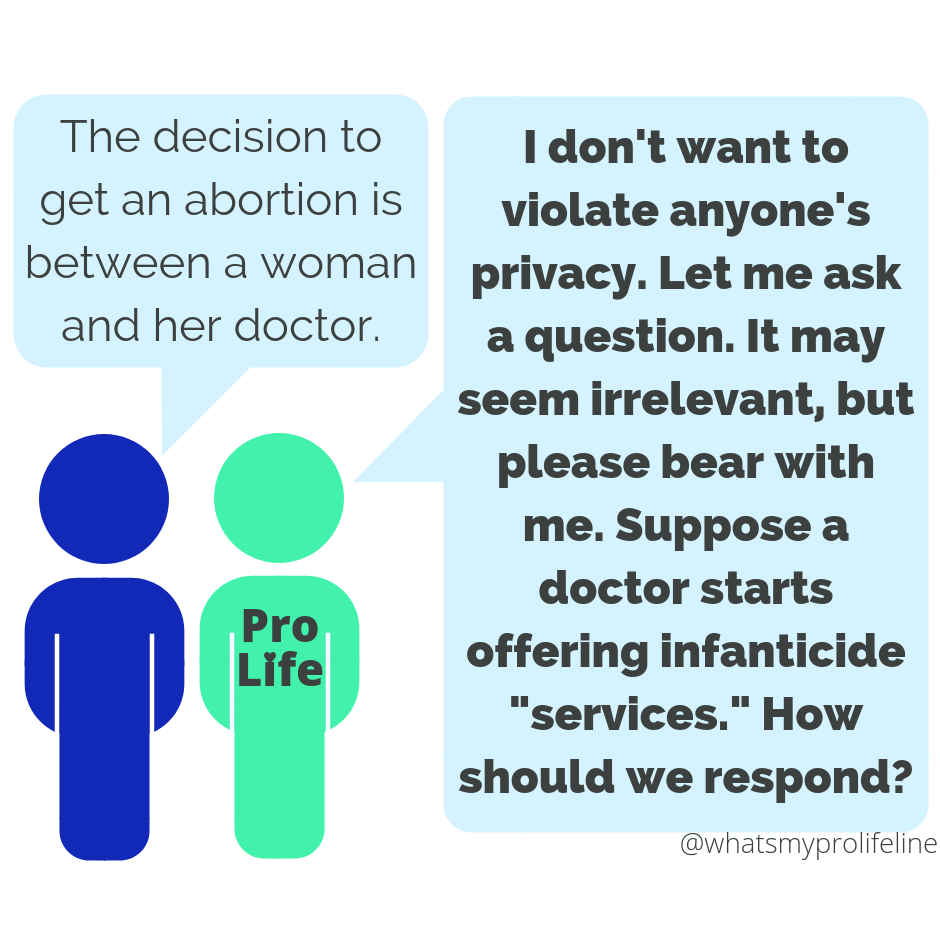 The decision to
get an abortion is
between a woman
and her doctor.
I don't want to
violate anyone's
privacy. Let me ask
a question. It may
seem irrelevant, but
please bear with
me. Suppose a
doctor starts
offering infanticide
"services." How
should we respond?
Pro
Life
@whatsmyprolifeline